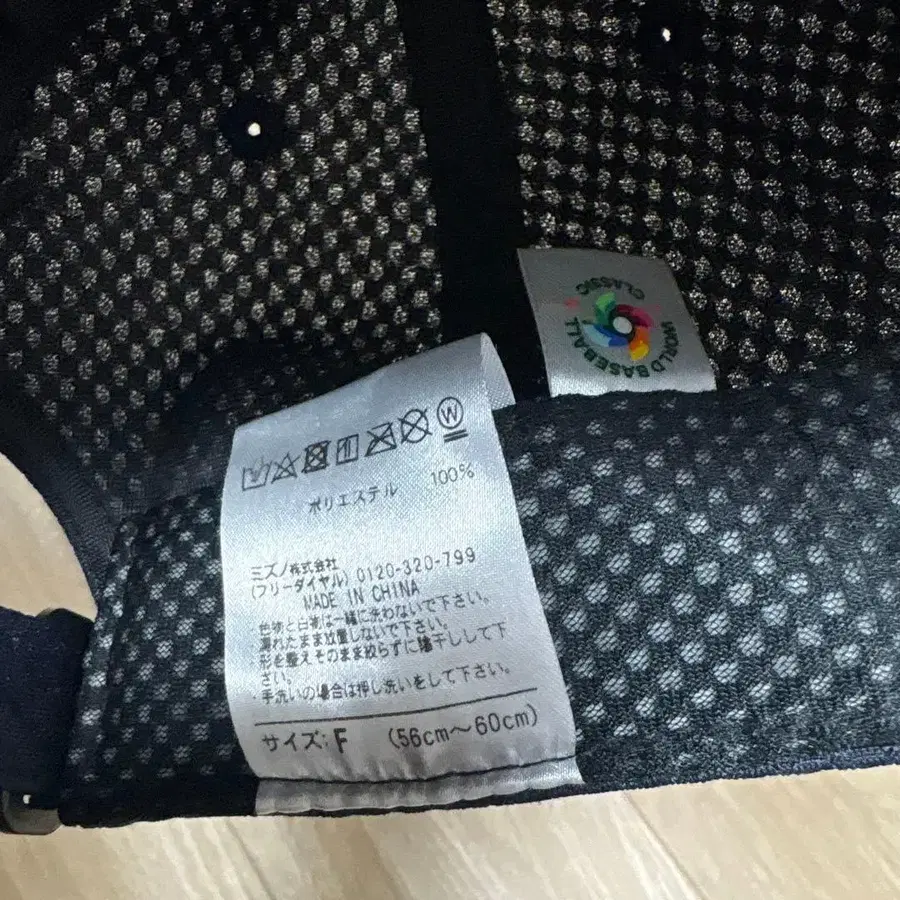 WORLD BASEBALL
CLASSIC
W
ポリエステル 100%
ミズノ株式会社
(フリーダイヤル) 0120-320-799
MADE IN CHINA
色物と白物は一緒に洗わないで下さい。
濡れたまま放置しないで下さい。
形を整えそのまま絞らずに陰干しして下
さい。
・手洗いの場合は押し洗いをして下さい。
サイズ: F (56cm～60cm)